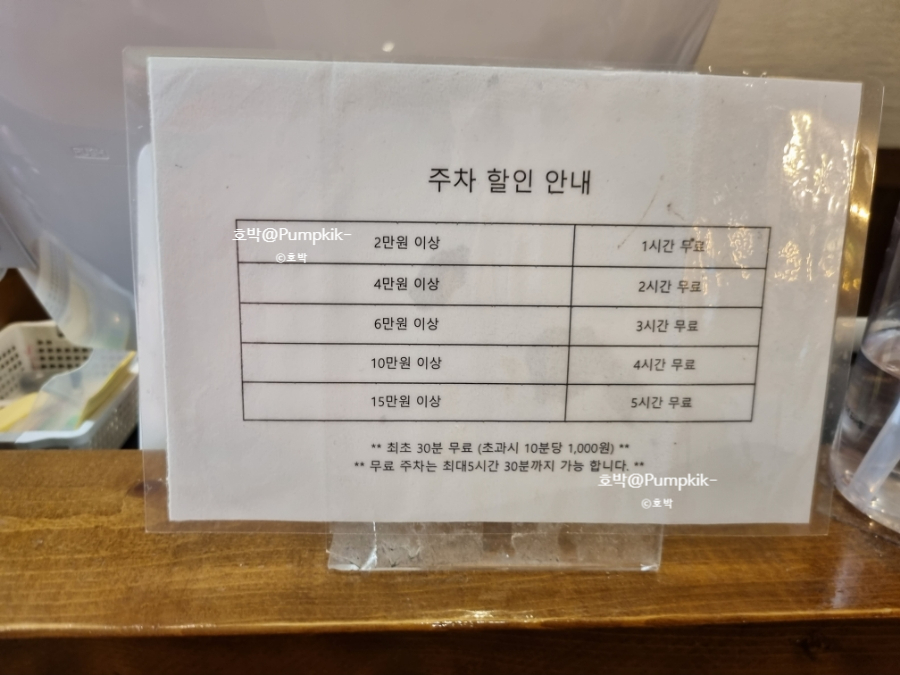 주차 할인 안내
호박@Pumpkik~
2만원 이상 1시간 무료
©호박
4만원 이상 2시간 무료
6만원 이상 3시간 무료
10만원 이상 4시간 무료
15만원 이상 5시간 무료
** 최초 30분 무료 (초과시 10분당 1,000원) **
** 무료 주차는 최대5시간 30분까지 가능 합니다. **
호박@Pumpkik~
©호박